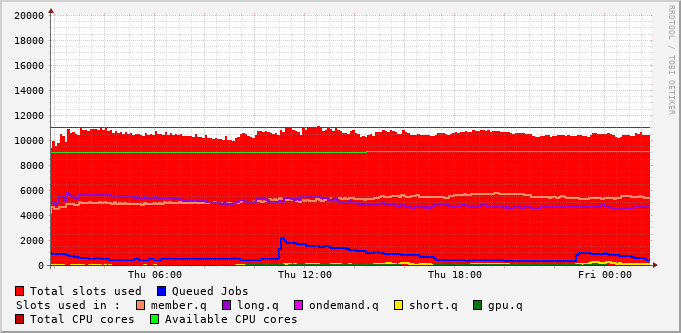 20000
18000
16000
14000
12000
10000
8000
6000
4000
2000
0
Thu 06:00 Thu 12:00 Thu 18:00 Fri 00:00
Total slots used Queued Jobs
Slots used in : member.q long.q ondemand.q short.q gpu.q
Total CPU cores Available CPU cores
RRDTOOL / TOBI OETIKER